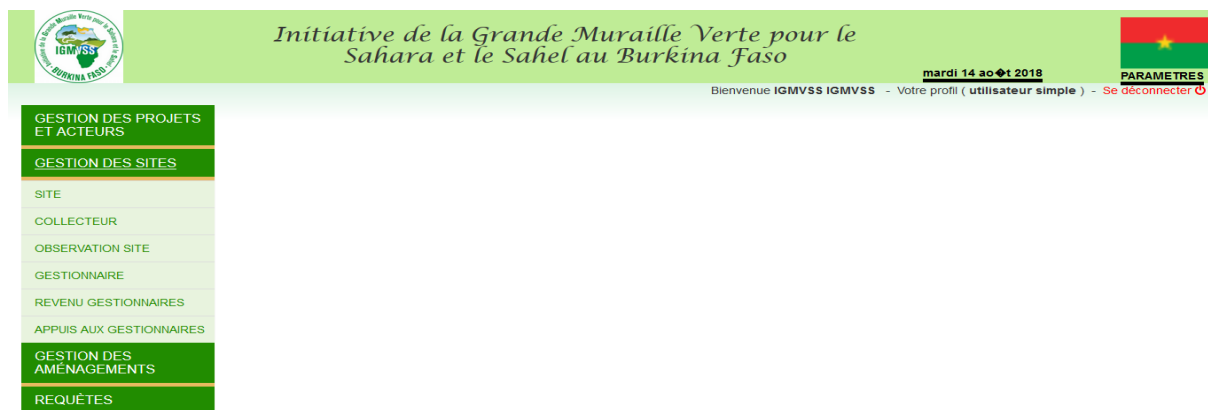 IGMVSS
BURKINA FASO
Initiative de la Grande Muraille Verte pour le
Sahara et le Sahel au Burkina Faso
mardi 14 ao�t 2018
PARAMETRES
Bienvenue IGMVSS IGMVSS - Votre profil ( utilisateur simple ) - Se déconnecter
GESTION DES PROJETS
ET ACTEURS
GESTION DES SITES
SITE
COLLECTEUR
OBSERVATION SITE
GESTIONNAIRE
REVENU GESTIONNAIRES
APPUIS AUX GESTIONNAIRES
GESTION DES
AMÉNAGEMENTS
REQUÊTES